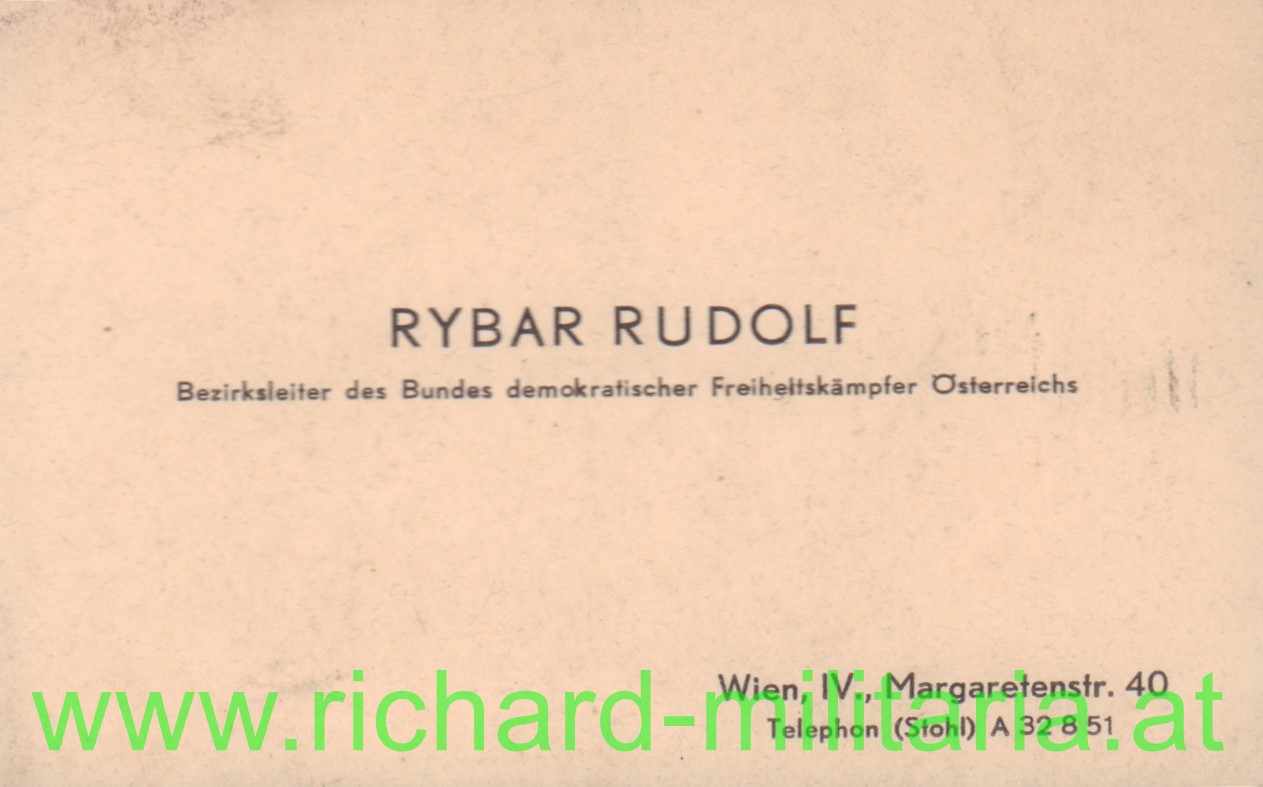 RYBAR RUDOLF
Bezirksleiter des Bundes demokratischer Freiheitskämpfer Österreichs
Wien, IV., Margaretenstr. 40
Telephon (Stohl) A 32 8 51
www.richard-militaria.at